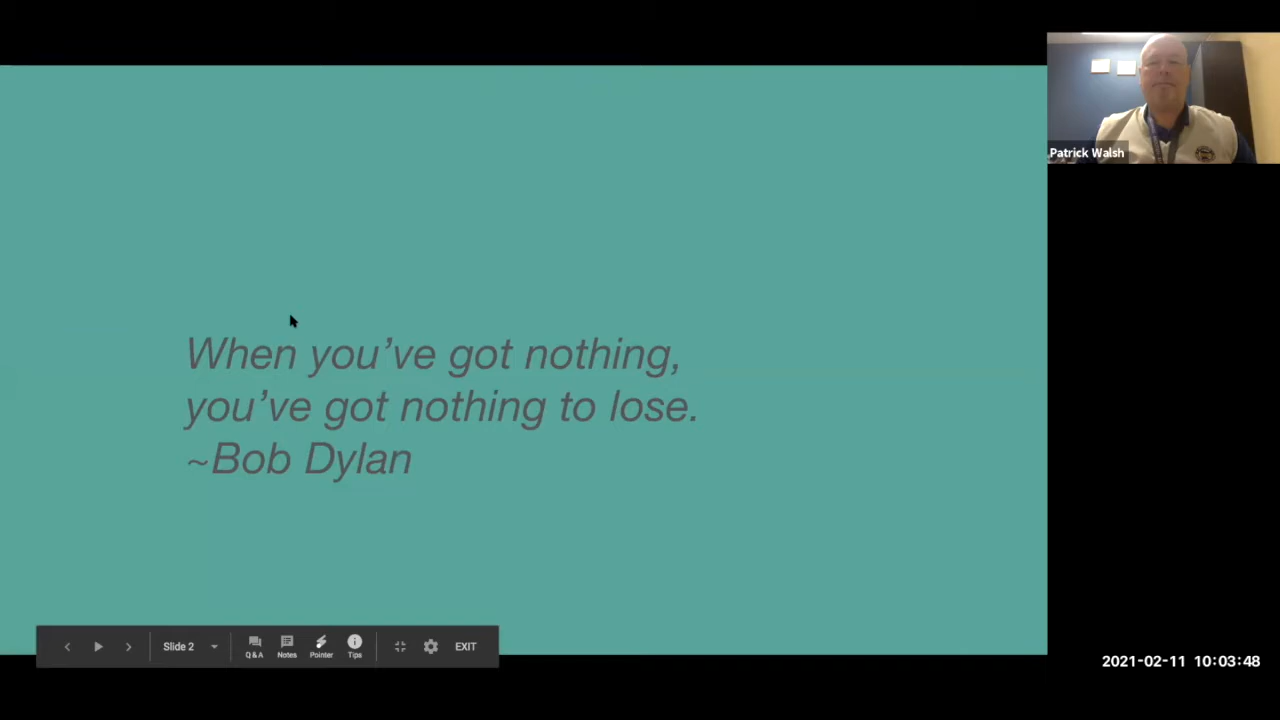 When you've got nothing,
you've got nothing to lose.
~Bob Dylan
Patrick Walsh
Slide 2
Q & A
Notes
Pointer
Tips
EXIT
2021-02-11 10:03:48